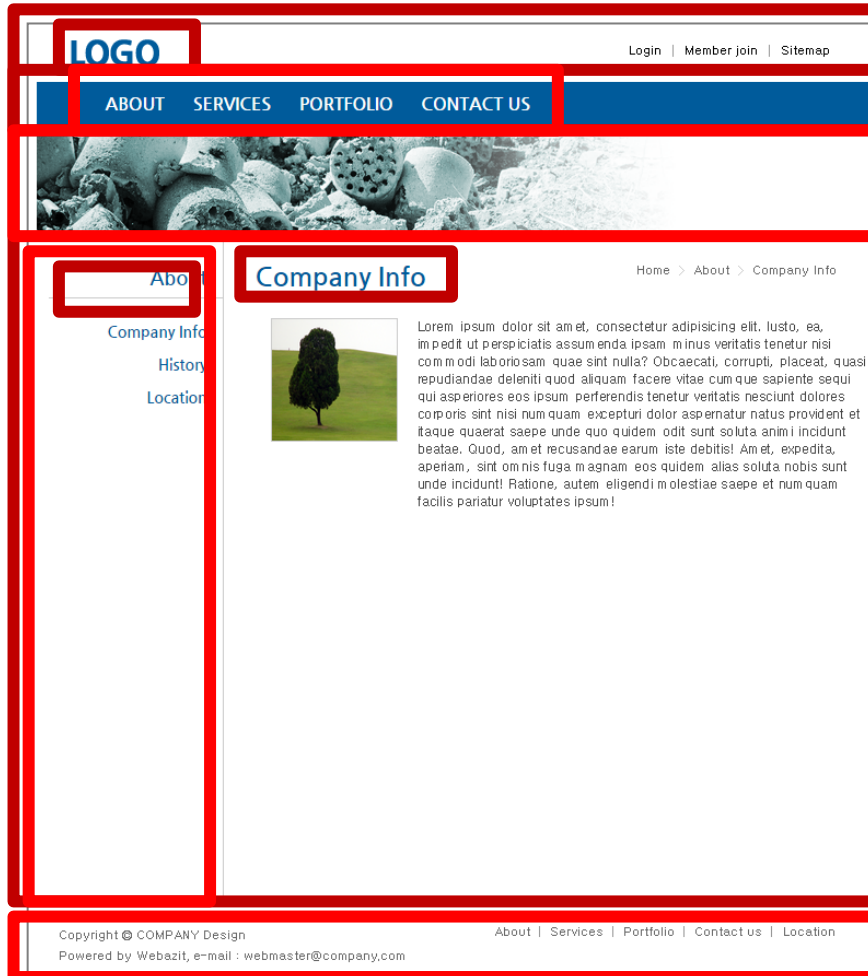 LOGO
Login | Member join | Sitemap
ABOUT SERVICES PORTFOLIO CONTACT US
About
Company Info
History
Location
Company Info
Home > About > Company Info
Lorem ipsum dolor sit amet, consectetur adipisicing elit. Iusto, ea,
impedit ut perspiciatis assumenda ipsam minus veritatis tenetur nisi
commodi laboriosam quae sint nulla? Obcaecati, corrupti, placeat, quasi
repudiandae deleniti quod aliquam facere vitae cumque sapiente sequi
qui asperiores eos ipsum perferendis tenetur veritatis nesciunt dolores
corporis sint nisi numquam excepturi dolor aspernatur natus provident et
itaque quaerat saepe unde quo quidem odit sunt soluta animi incidunt
beatae. Quod, amet recusandae earum iste debitis! Amet, expedita,
aperiam, sint omnis fuga magnam eos quidem alias soluta nobis sunt
unde incidunt! Ratione, autem eligendi molestiae saepe et numquam
facilis pariatur voluptates ipsum!
Copyright © COMPANY Design
Powered by Webazit, e-mail : webmaster@company.com
About | Services | Portfolio | Contact us | Location